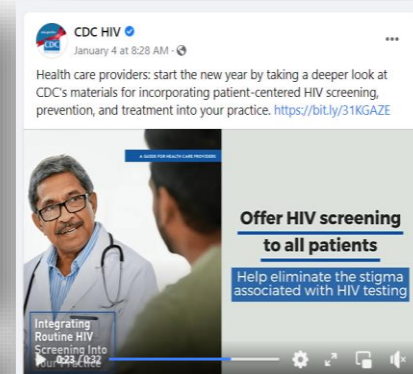 CDC HIV
January 4 at 8:28 AM ·
Health care providers: start the new year by taking a deeper look at
CDC's materials for incorporating patient-centered HIV screening,
prevention, and treatment into your practice. https://bit.ly/31KGAZE
CDC
A GUIDE FOR HEALTH CARE PROVIDERS
Offer HIV screening
to all patients
Help eliminate the stigma
associated with HIV testing
Integrating
Routine HIV
Screening Into
Your Practice
0:23 / 0:32